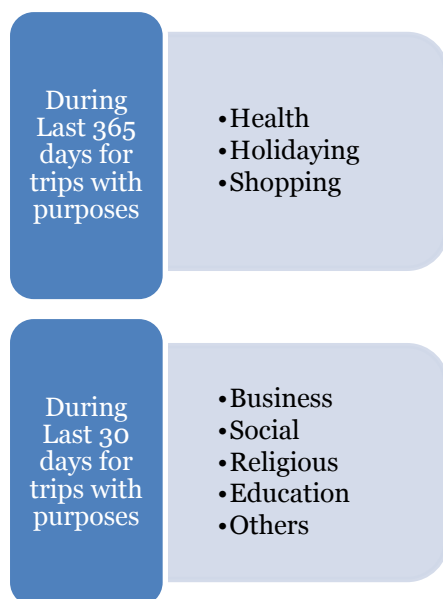 During
Last 365
days for
trips with
purposes
•Health
•Holidaying
•Shopping
During
Last 30
days for
trips with
purposes
•Business
•Social
•Religious
•Education
•Others